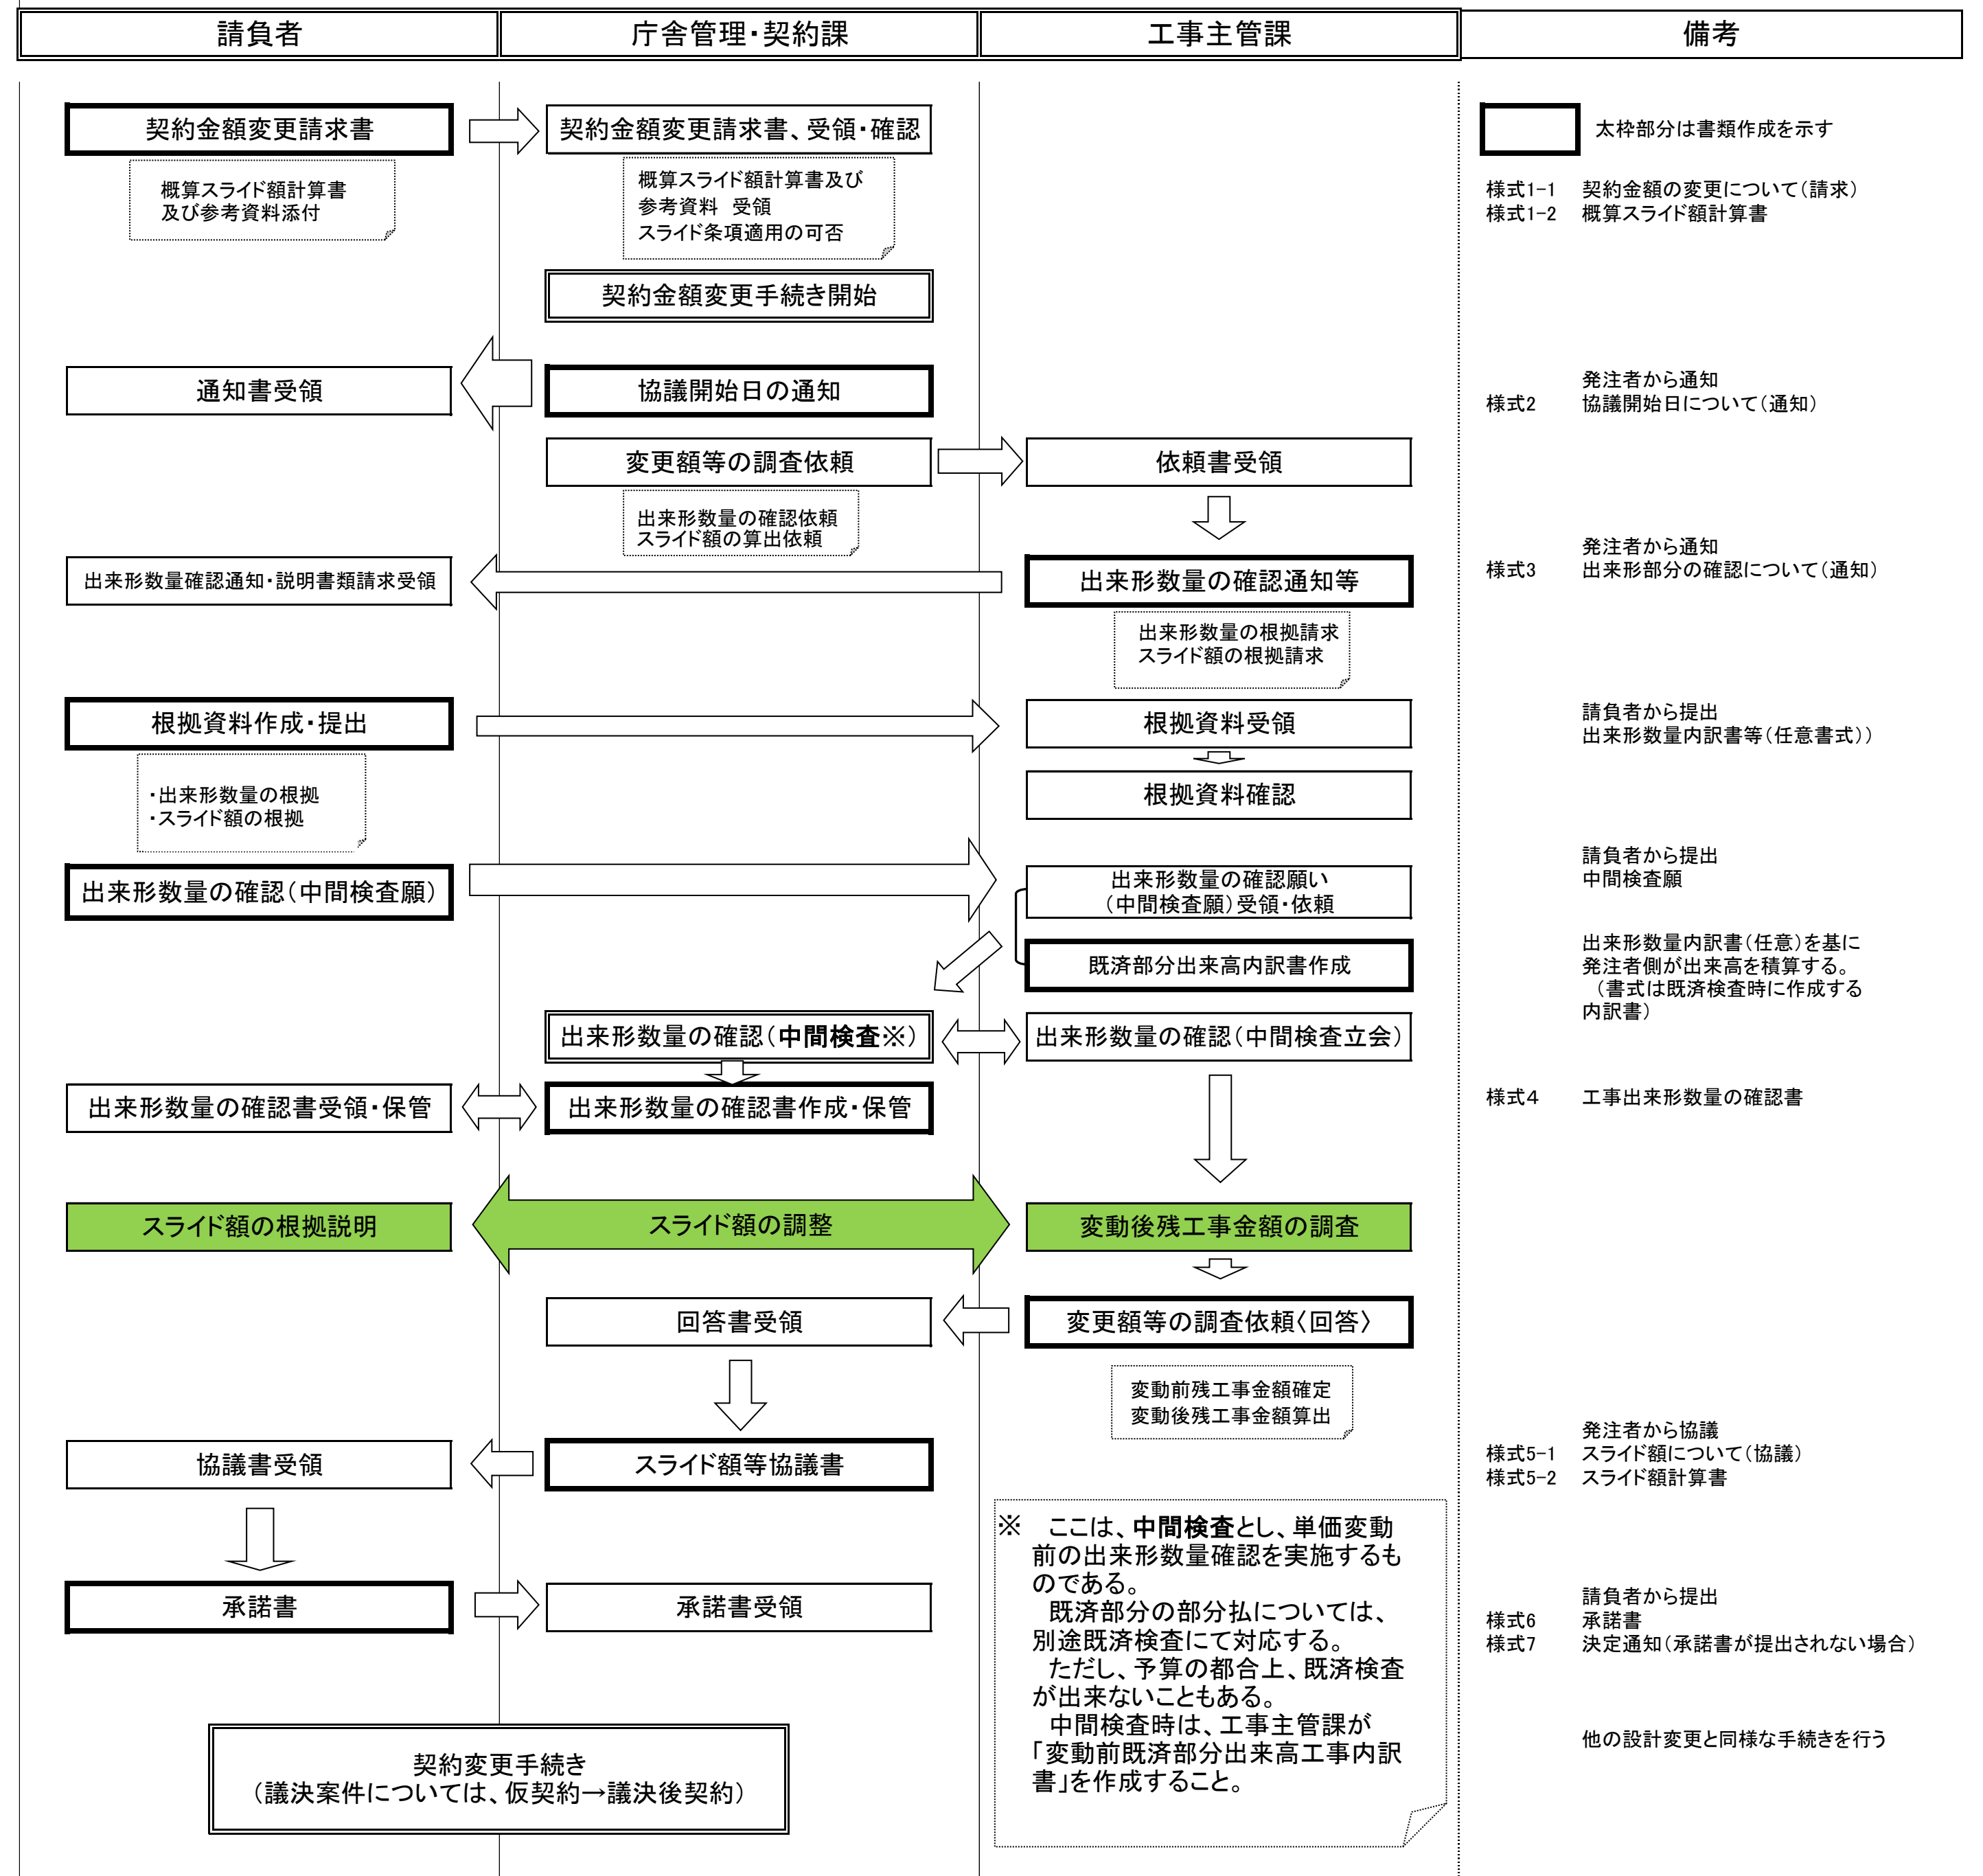 請負者
庁舎管理・契約課
工事主管課
備考
契約金額変更請求書
契約金額変更請求書、受領・確認
太枠部分は書類作成を示す
概算スライド額計算書
及び参考資料添付
概算スライド額計算書及び
参考資料　受領
スライド条項適用の可否
様式1-1　契約金額の変更について（請求）
様式1-2　概算スライド額計算書
契約金額変更手続き開始
通知書受領
協議開始日の通知
発注者から通知
様式2　協議開始日について（通知）
変更額等の調査依頼
依頼書受領
出来形数量の確認依頼
スライド額の算出依頼
出来形数量確認通知・説明書類請求受領
出来形数量の確認通知等
発注者から通知
様式3　出来形部分の確認について（通知）
出来形数量の根拠請求
スライド額の根拠請求
根拠資料作成・提出
根拠資料受領
請負者から提出
出来形数量内訳書等（任意書式））
・出来形数量の根拠
・スライド額の根拠
根拠資料確認
出来形数量の確認（中間検査願）
出来形数量の確認願い
（中間検査願）受領・依頼
請負者から提出
中間検査願
既済部分出来高内訳書作成
出来形数量内訳書（任意）を基に
発注者側が出来高を積算する。
（書式は既済検査時に作成する
内訳書）
出来形数量の確認（中間検査※）
出来形数量の確認（中間検査立会）
出来形数量の確認書受領・保管
出来形数量の確認書作成・保管
様式4　工事出来形数量の確認書
スライド額の根拠説明
スライド額の調整
変動後残工事金額の調査
回答書受領
変更額等の調査依頼〈回答〉
変動前残工事金額確定
変動後残工事金額算出
協議書受領
スライド額等協議書
発注者から協議
様式5-1　スライド額について（協議）
様式5-2　スライド額計算書
※　ここは、中間検査とし、単価変動
前の出来形数量確認を実施するも
のである。
既済部分の部分払については、
別途既済検査にて対応する。
ただし、予算の都合上、既済検査
が出来ないこともある。
中間検査時は、工事主管課が
「変動前既済部分出来高工事内訳
書」を作成すること。
承諾書
承諾書受領
請負者から提出
様式6　承諾書
様式7　決定通知（承諾書が提出されない場合）
契約変更手続き
（議決案件については、仮契約→議決後契約）
他の設計変更と同様な手続きを行う